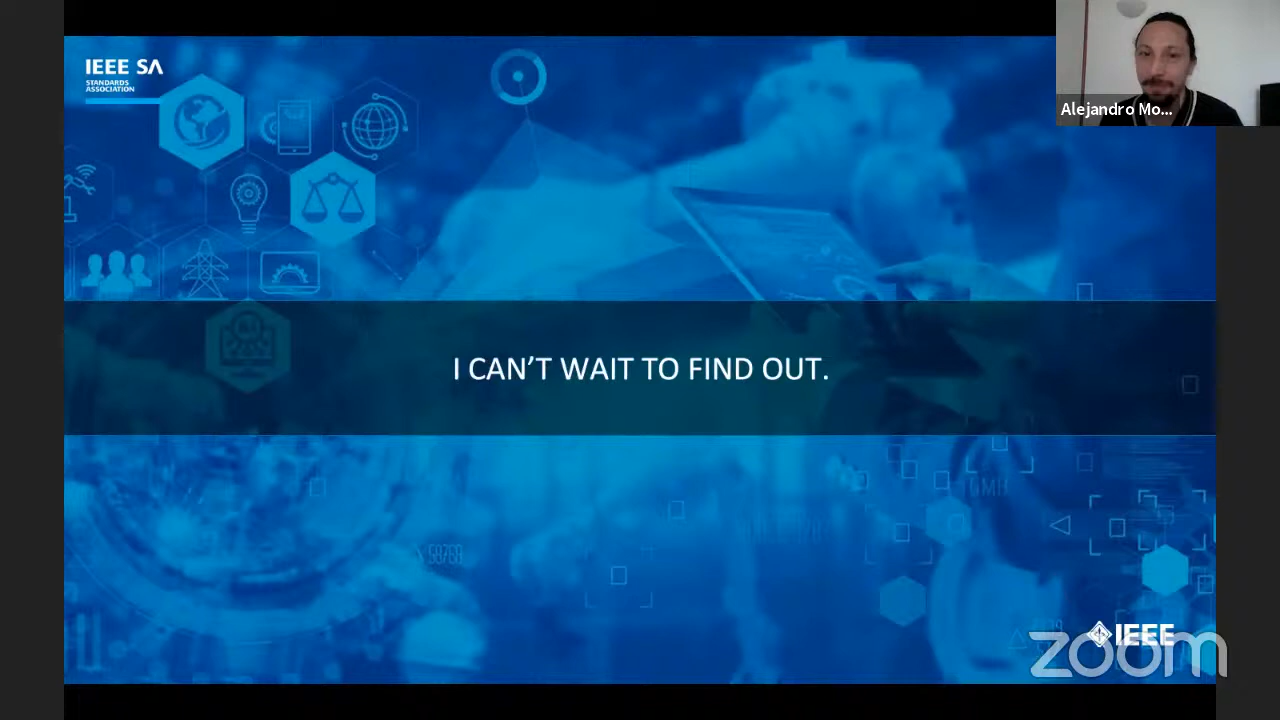 IEEE SA
STANDARDS
ASSOCIATION
Alejandro Mo...
I CAN'T WAIT TO FIND OUT.
IEEE
zoom